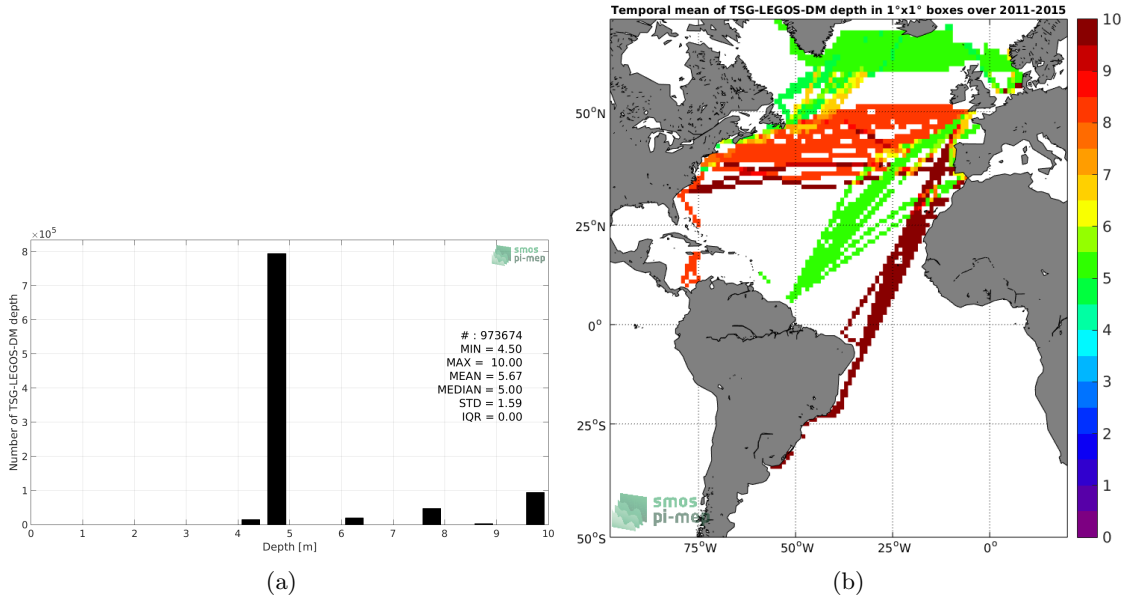 ×10⁵
8
7
6
5
4
3
2
1
0
Number of TSG-LEGOS-DM depth
smos
pi-mep
# : 973674
MIN = 4.50
MAX = 10.00
MEAN = 5.67
MEDIAN = 5.00
STD = 1.59
IQR = 0.00
0 1 2 3 4 5 6 7 8 9 10
Depth [m]
(a)
Temporal mean of TSG-LEGOS-DM depth in 1°x1° boxes over 2011-2015
50°N
25°N
0°
25°S
50°S
75°W 50°W 25°W 0°
smos
pi-mep
10
9
8
7
6
5
4
3
2
1
0
(b)